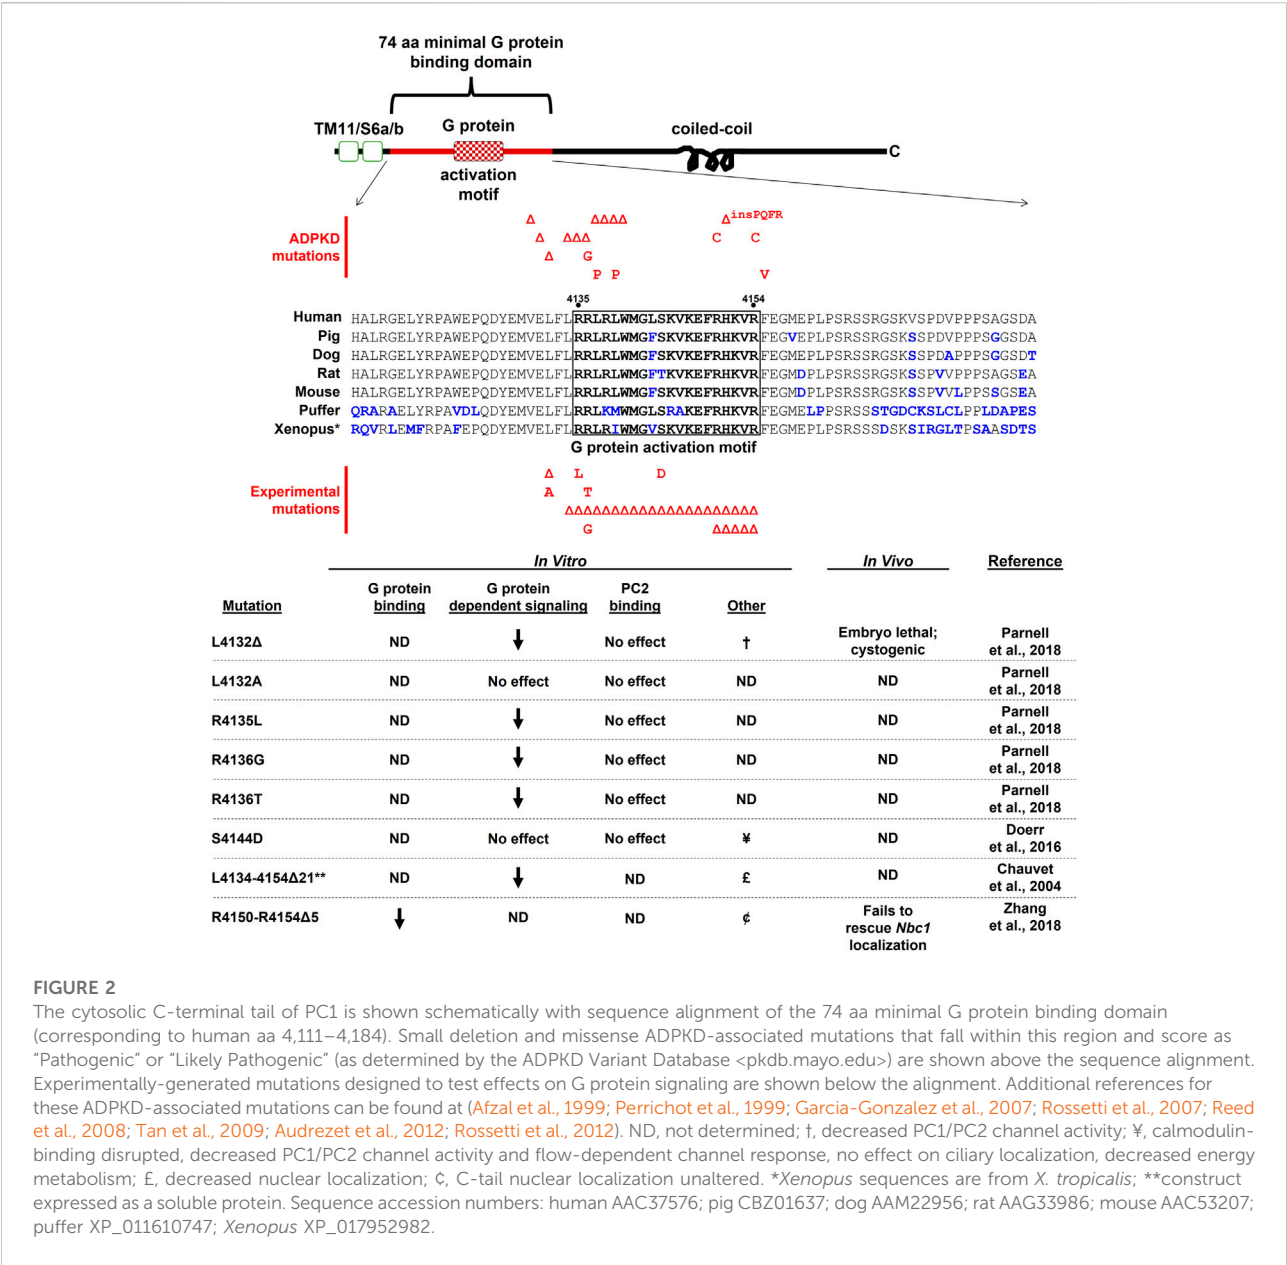 74 aa minimal G protein
binding domain
TM11/S6a/b
G protein
coiled-coil
C
activation
motif
ADPKD
mutations
Δ ΔΔΔΔ ΔinsPQFR
Δ ΔΔΔ C C
Δ G
P P V
4135 4154
Human HALRGELYRPAWEPQDYEMVELFLRRLRLWMGLSKVKEFRHKVRFEGMEPLPSRSSRGSKVSPDVPPPSAGSDA
Pig HALRGELYRPAWEPQDYEMVELFLRRLRLWMGFSKVKEFRHKVRFEGVEPLPSRSSRGSKSSPDVPPPSGGSDA
Dog HALRGELYRPAWEPQDYEMVELFLRRLRLWMGFSKVKEFRHKVRFEGMEPLPSRSSRGSKSSPDAPPPSGGSDT
Rat HALRGELYRPAWEPQDYEMVELFLRRLRLWMGFTKVKEFRHKVRFEGMDPLPSRSSRGSKSSPVVPPPSAGSEA
Mouse HALRGELYRPAWEPQDYEMVELFLRRLRLWMGFSKVKEFRHKVRFEGMDPLPSRSSRGSKSSPVVLPPSSGSEA
Puffer QRARAELYRPAVDLQDYEMVELFLRRLKMWMGLSRAKEFRHKVRFEGMELPPSRSSSTGDCKSLCLPPLDAPES
Xenopus* RQVRLEMFRPAFEPQDYEMVELFLRRLRIWMGVSKVKEFRHKVRFEGMEPLPSRSSSDSKSIRGLTPSAASDTS
G protein activation motif
Experimental
mutations
Δ L D
A T
ΔΔΔΔΔΔΔΔΔΔΔΔΔΔΔΔΔΔΔΔΔ
G ΔΔΔΔΔ
In Vitro In Vivo Reference
Mutation G protein binding G protein dependent signaling PC2 binding Other
L4132Δ ND ↓ No effect † Embryo lethal; cystogenic Parnell et al., 2018
L4132A ND No effect No effect ND ND Parnell et al., 2018
R4135L ND ↓ No effect ND ND Parnell et al., 2018
R4136G ND ↓ No effect ND ND Parnell et al., 2018
R4136T ND ↓ No effect ND ND Parnell et al., 2018
S4144D ND No effect No effect ¥ ND Doerr et al., 2016
L4134-4154Δ21** ND ↓ ND £ ND Chauvet et al., 2004
R4150-R4154Δ5 ↓ ND ND ¢ Fails to rescue Nbc1 localization Zhang et al., 2018
FIGURE 2
The cytosolic C-terminal tail of PC1 is shown schematically with sequence alignment of the 74 aa minimal G protein binding domain
(corresponding to human aa 4,111–4,184). Small deletion and missense ADPKD-associated mutations that fall within this region and score as
“Pathogenic” or “Likely Pathogenic” (as determined by the ADPKD Variant Database <pkdb.mayo.edu>) are shown above the sequence alignment.
Experimentally-generated mutations designed to test effects on G protein signaling are shown below the alignment. Additional references for
these ADPKD-associated mutations can be found at (Afzal et al., 1999; Perrichot et al., 1999; Garcia-Gonzalez et al., 2007; Rossetti et al., 2007; Reed
et al., 2008; Tan et al., 2009; Audrezet et al., 2012; Rossetti et al., 2012). ND, not determined; †, decreased PC1/PC2 channel activity; ¥, calmodulin-
binding disrupted, decreased PC1/PC2 channel activity and flow-dependent channel response, no effect on ciliary localization, decreased energy
metabolism; £, decreased nuclear localization; ¢, C-tail nuclear localization unaltered. *Xenopus sequences are from X. tropicalis; **construct
expressed as a soluble protein. Sequence accession numbers: human AAC37576; pig CBZ01637; dog AAM22956; rat AAG33986; mouse AAC53207;
puffer XP_011610747; Xenopus XP_017952982.